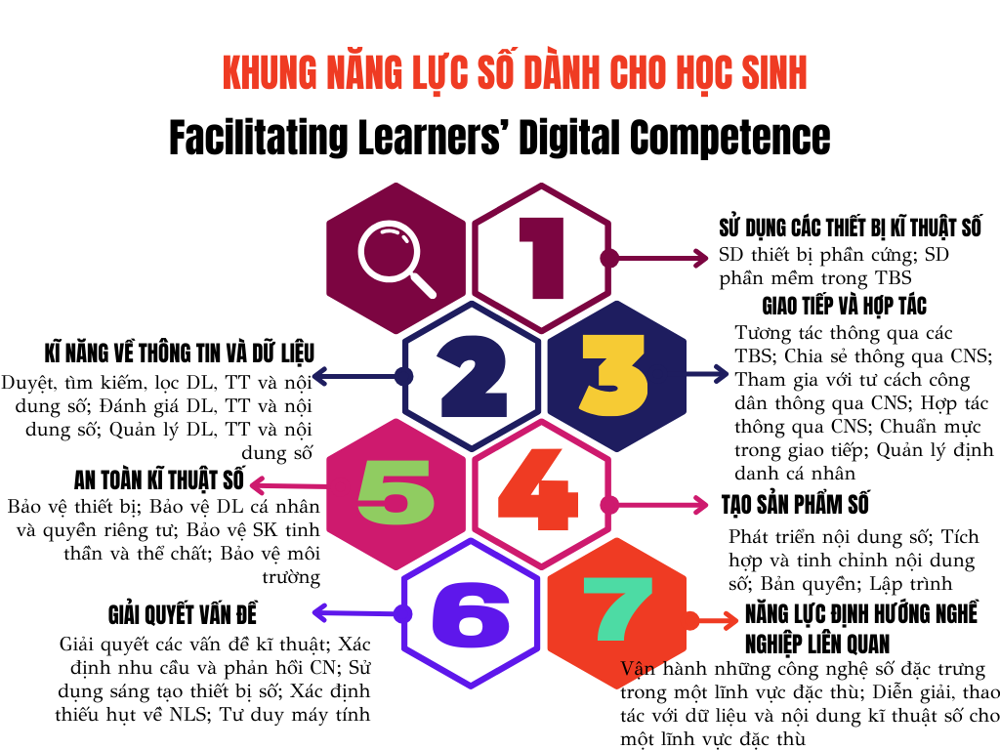 KHUNG NĂNG LỰC SỐ DÀNH CHO HỌC SINH
Facilitating Learners’ Digital Competence
1
SỬ DỤNG CÁC THIẾT BỊ KĨ THUẬT SỐ
SD thiết bị phần cứng; SD
phần mềm trong TBS
2
KĨ NĂNG VỀ THÔNG TIN VÀ DỮ LIỆU
Duyệt, tìm kiếm, lọc DL, TT và nội
dung số; Đánh giá DL, TT và nội
dung số; Quản lý DL, TT và nội
dung số
3
GIAO TIẾP VÀ HỢP TÁC
Tương tác thông qua các
TBS; Chia sẻ thông qua CNS;
Tham gia với tư cách công
dân thông qua CNS; Hợp tác
thông qua CNS; Chuẩn mực
trong giao tiếp; Quản lý định
danh cá nhân
4
TẠO SẢN PHẨM SỐ
Phát triển nội dung số; Tích
hợp và tinh chỉnh nội dung
số; Bản quyền; Lập trình
5
AN TOÀN KĨ THUẬT SỐ
Bảo vệ thiết bị; Bảo vệ DL cá nhân
và quyền riêng tư; Bảo vệ SK tinh
thần và thể chất; Bảo vệ môi
trường
6
GIẢI QUYẾT VẤN ĐỀ
Giải quyết các vấn đề kĩ thuật; Xác
định nhu cầu và phản hồi CN; Sử
dụng sáng tạo thiết bị số; Xác định
thiếu hụt về NLS; Tư duy máy tính
7
NĂNG LỰC ĐỊNH HƯỚNG NGHỀ
NGHIỆP LIÊN QUAN
Vận hành những công nghệ số đặc trưng
trong một lĩnh vực đặc thù; Diễn giải, thao
tác với dữ liệu và nội dung kĩ thuật số cho
một lĩnh vực đặc thù